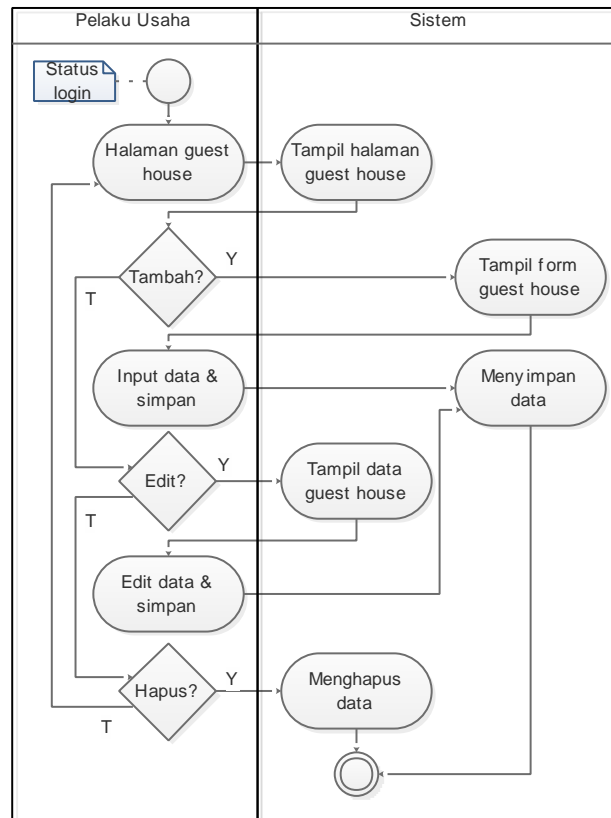 Pelaku Usaha
Sistem
Status
login
Halaman guest
house
Tampil halaman
guest house
Tambah?
Y
T
Tampil form
guest house
Input data &
simpan
Menyimpan
data
Edit?
Y
T
Tampil data
guest house
Edit data &
simpan
Hapus?
Y
T
Menghapus
data